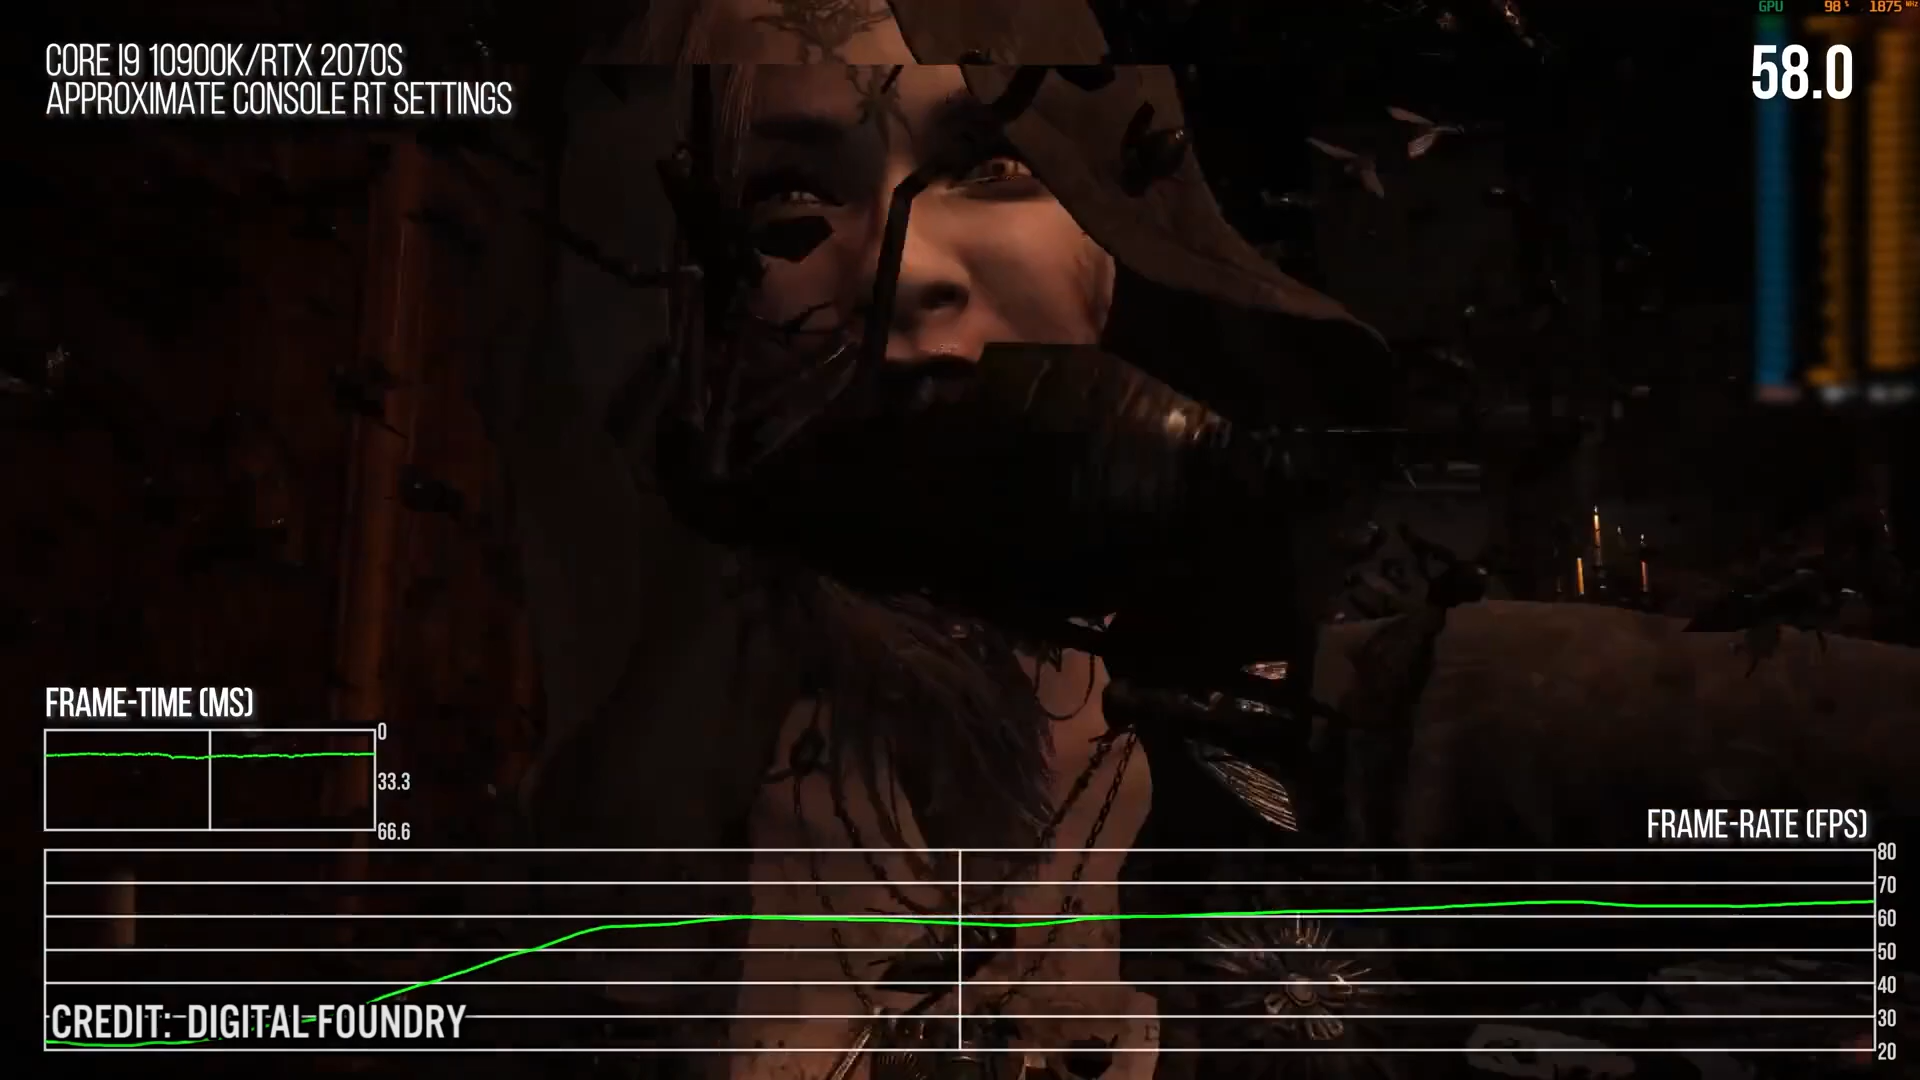 GPU 98 % 1875 MHz
CORE I9 10900K/RTX 2070S
APPROXIMATE CONSOLE RT SETTINGS
58.0
FRAME-TIME (MS)
0
33.3
66.6
FRAME-RATE (FPS)
80
70
60
50
40
30
20
CREDIT: DIGITAL FOUNDRY